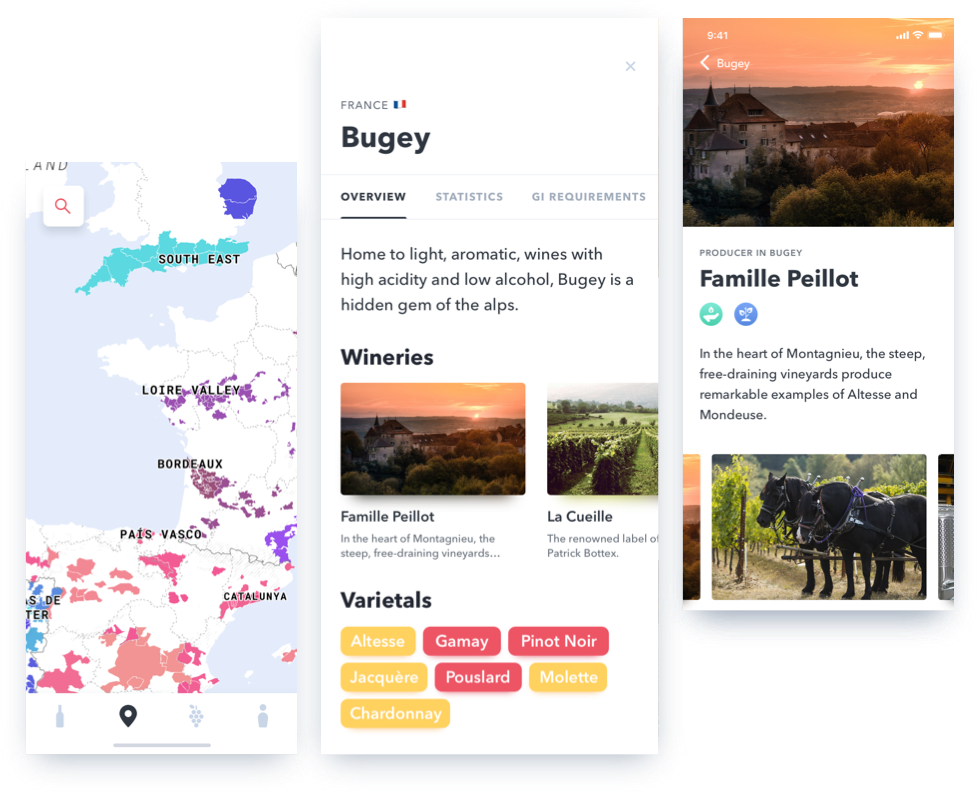 LAND
SOUTH EAST
LOIRE VALLEY
BORDEAUX
PAÍS VASCO
CATALUNYA
AS DE
TER
FRANCE
Bugey
OVERVIEW STATISTICS GI REQUIREMENTS
Home to light, aromatic, wines with
high acidity and low alcohol, Bugey is a
hidden gem of the alps.
Wineries
Famille Peillot
In the heart of Montagnieu, the
steep, free-draining vineyards...
La Cueille
The renowned label of
Patrick Bottex.
Varietals
Altesse Gamay Pinot Noir
Jacquère Pouslard Molette
Chardonnay
9:41
Bugey
PRODUCER IN BUGEY
Famille Peillot
In the heart of Montagnieu, the steep,
free-draining vineyards produce
remarkable examples of Altesse and
Mondeuse.